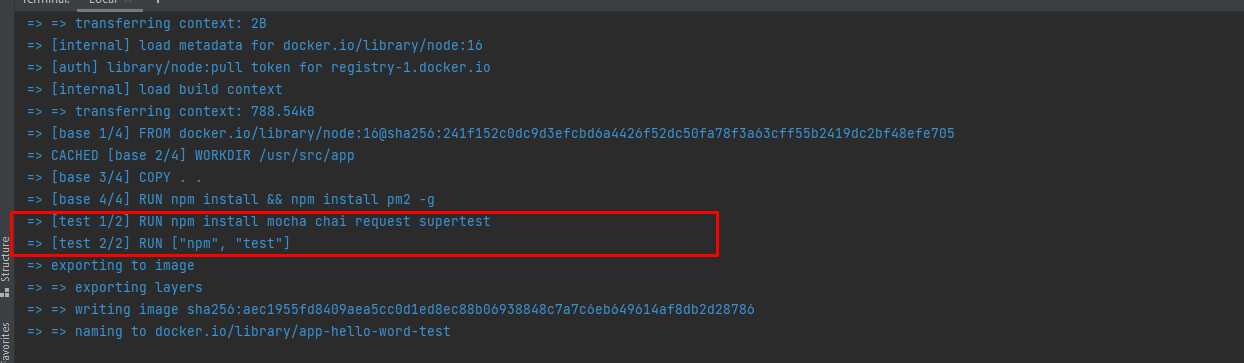 Terminal: Local × +
=> => transferring context: 2B
=> [internal] load metadata for docker.io/library/node:16
=> [auth] library/node:pull token for registry-1.docker.io
=> [internal] load build context
=> => transferring context: 788.54kB
=> [base 1/4] FROM docker.io/library/node:16@sha256:241f152c0dc9d3efcbd6a4426f52dc50fa78f3a63cff55b2419dc2bf48efe705
=> CACHED [base 2/4] WORKDIR /usr/src/app
=> [base 3/4] COPY . .
=> [base 4/4] RUN npm install && npm install pm2 -g
=> [test 1/2] RUN npm install mocha chai request supertest
=> [test 2/2] RUN ["npm", "test"]
=> exporting to image
=> => exporting layers
=> => writing image sha256:aec1955fd8409aea5cc0d1ed8ec88b06938848c7a7c6eb649614af8db2d28786
=> => naming to docker.io/library/app-hello-word-test
Structure
Favorites